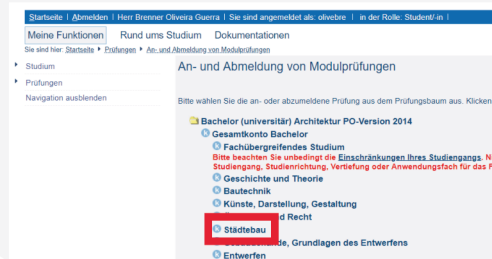 Startseite | Abmelden | Herr Brenner Oliveira Guerra | Sie sind angemeldet als: olivebre | in der Rolle: Student/-in |
Meine Funktionen Rund ums Studium Dokumentationen
Sie sind hier: Startseite Prüfungen An- und Abmeldung von Modulprüfungen
Studium
Prüfungen
Navigation ausblenden
An- und Abmeldung von Modulprüfungen
Bitte wählen Sie die an- oder abzumeldene Prüfung aus dem Prüfungsbaum aus. Klicken
Bachelor (universitär) Architektur PO-Version 2014
Gesamtkonto Bachelor
Fachübergreifendes Studium
Bitte beachten Sie unbedingt die Einschränkungen Ihres Studiengangs. N
Studiengang, Studienrichtung, Vertiefung oder Anwendungsfach für das F
Geschichte und Theorie
Bautechnik
Künste, Darstellung, Gestaltung
d Recht
Städtebau
de, Grundlagen des Entwerfens
Entwerfen